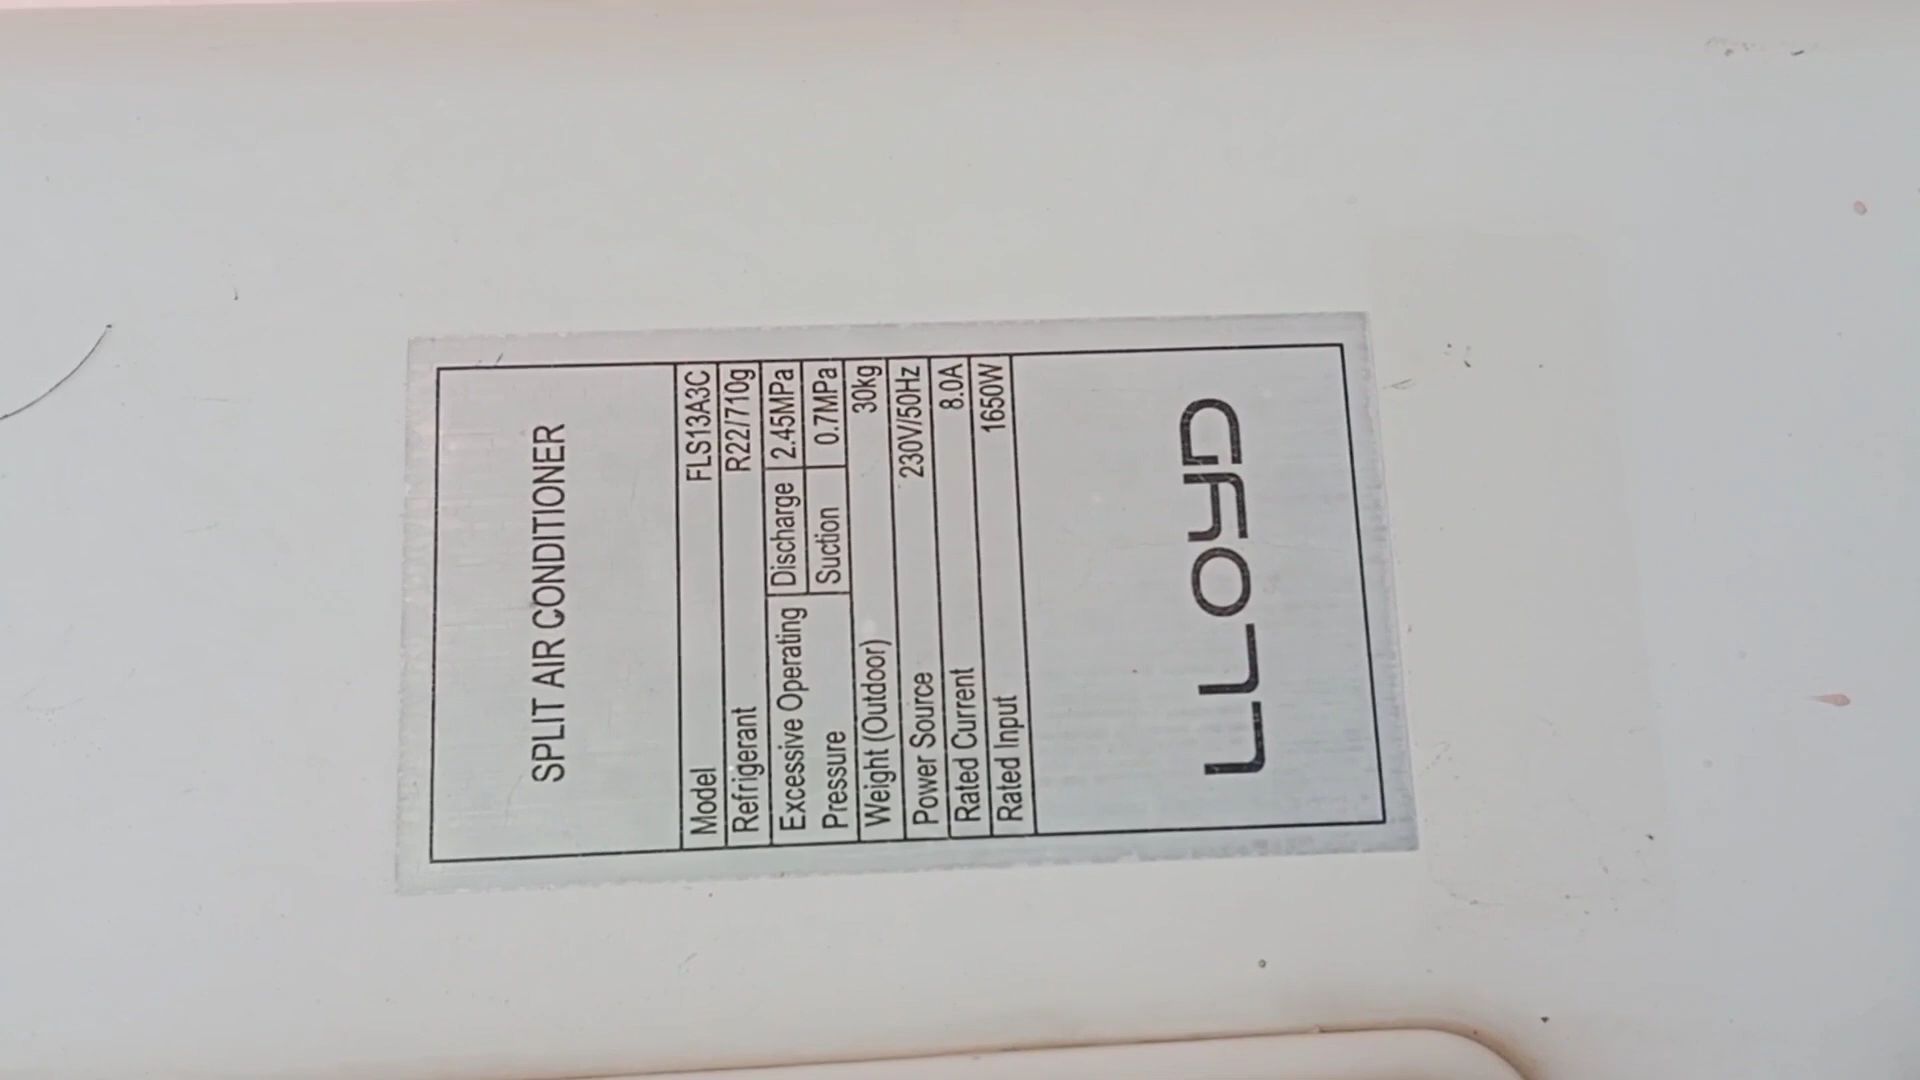 SPLIT AIR CONDITIONER
Model FLS13A3C
Refrigerant R22/710g
Excessive Operating Pressure Discharge 2.45MPa
Suction 0.7MPa
Weight (Outdoor) 30kg
Power Source 230V/50Hz
Rated Current 8.0A
Rated Input 1650W
LLOYD